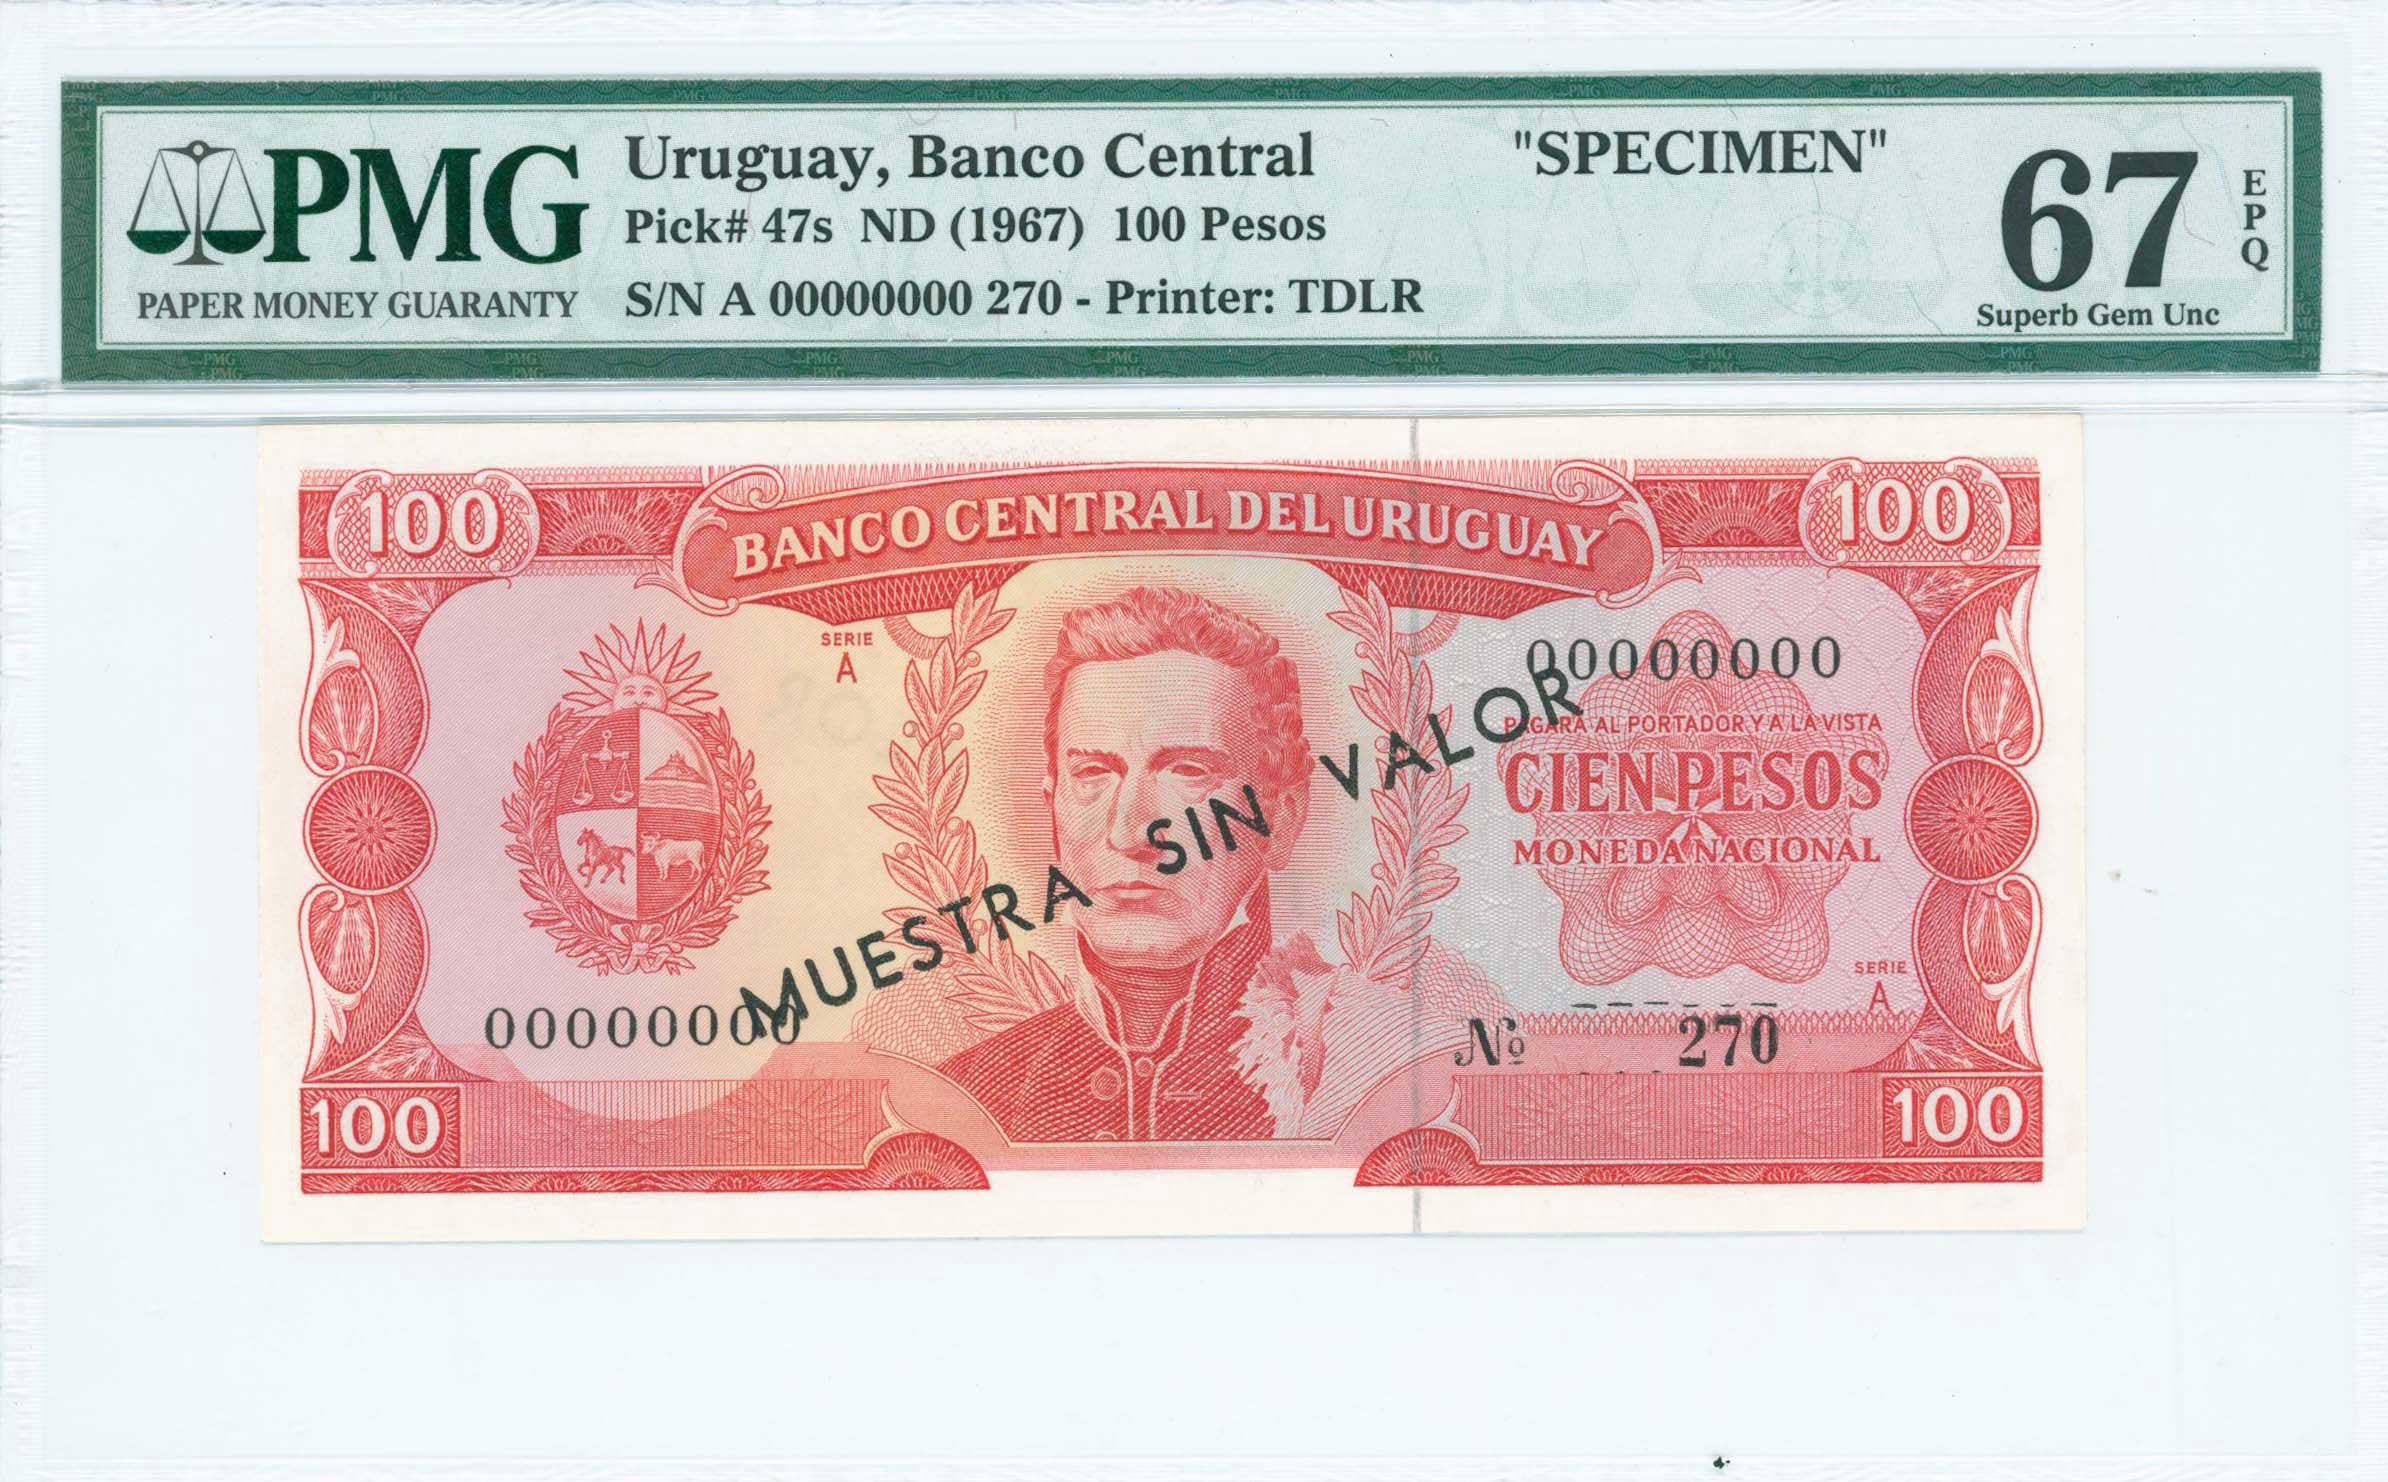 PMG
PAPER MONEY GUARANTY
Uruguay, Banco Central
Pick# 47s ND (1967) 100 Pesos
S/N A 00000000 270 - Printer: TDLR
"SPECIMEN"
67
EPQ
Superb Gem Unc
100
BANCO CENTRAL DEL URUGUAY
100
SERIE
A
00000000
PAGARA AL PORTADOR Y A LA VISTA
CIEN PESOS
MONEDA NACIONAL
MUESTRA SIN VALOR
SERIE
A
00000000
Nº 270
100
100